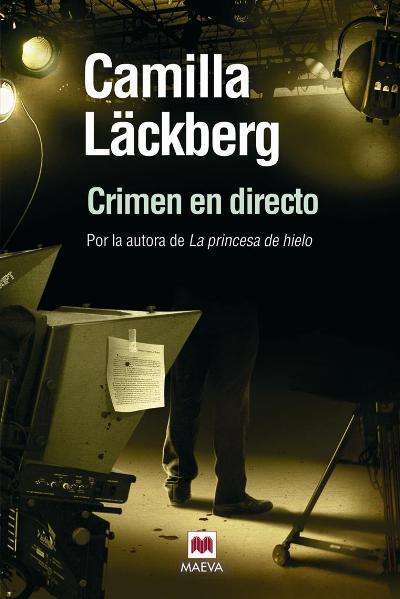 Camilla
Läckberg
Crimen en directo
Por la autora de La princesa de hielo
MAEVA